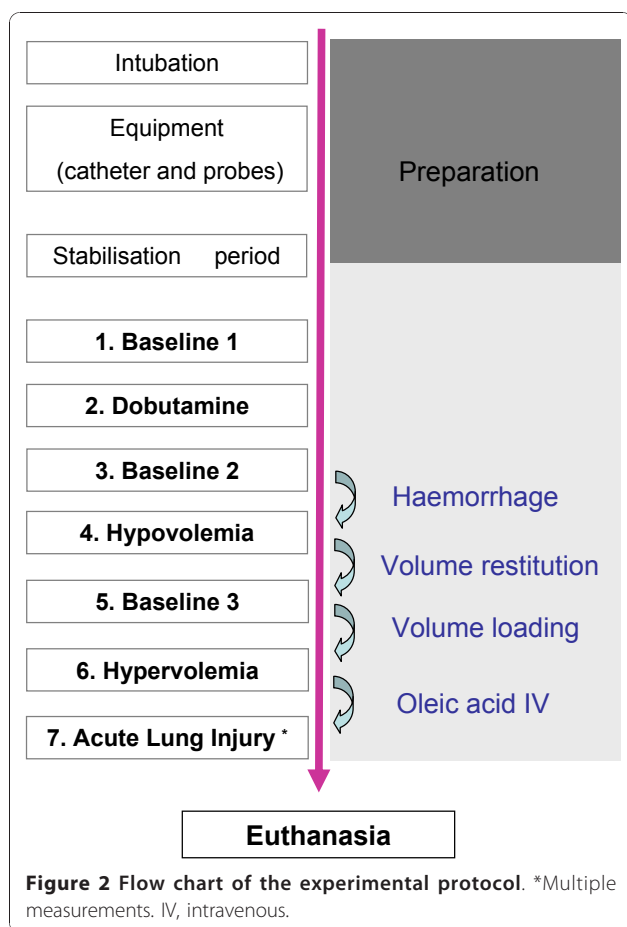 Intubation
Equipment
(catheter and probes)
Preparation
Stabilisation period
1. Baseline 1
2. Dobutamine
3. Baseline 2
Haemorrhage
4. Hypovolemia
Volume restitution
5. Baseline 3
Volume loading
6. Hypervolemia
Oleic acid IV
7. Acute Lung Injury *
Euthanasia
Figure 2 Flow chart of the experimental protocol. *Multiple
measurements. IV, intravenous.